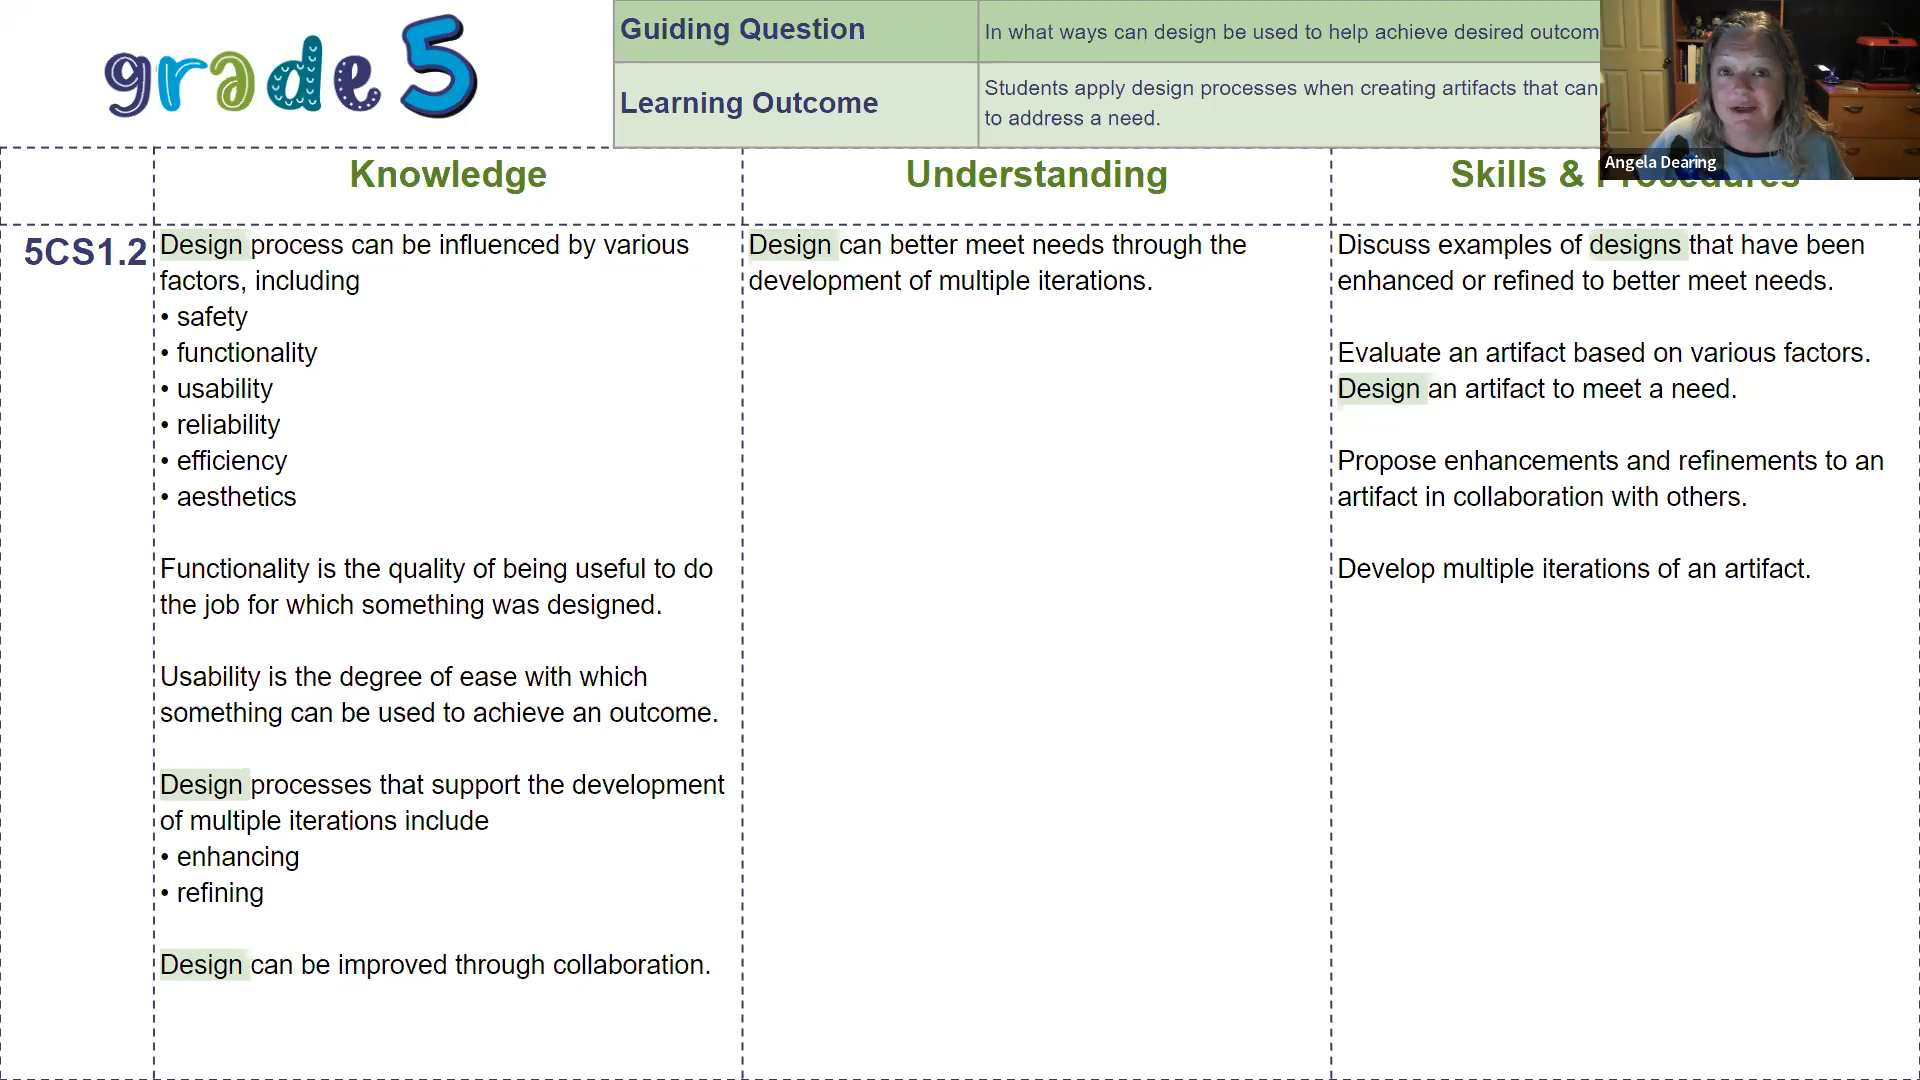 grade 5
Guiding Question
In what ways can design be used to help achieve desired
Learning Outcome
Students apply design processes when creating artifacts that can
to address a need.
Angela Dearing
Knowledge
Understanding
Skills &
5CS1.2
Design process can be influenced by various
factors, including
• safety
• functionality
• usability
• reliability
• efficiency
• aesthetics
Functionality is the quality of being useful to do
the job for which something was designed.
Usability is the degree of ease with which
something can be used to achieve an outcome.
Design processes that support the development
of multiple iterations include
• enhancing
• refining
Design can be improved through collaboration.
Design can better meet needs through the
development of multiple iterations.
Discuss examples of designs that have been
enhanced or refined to better meet needs.
Evaluate an artifact based on various factors.
Design an artifact to meet a need.
Propose enhancements and refinements to an
artifact in collaboration with others.
Develop multiple iterations of an artifact.